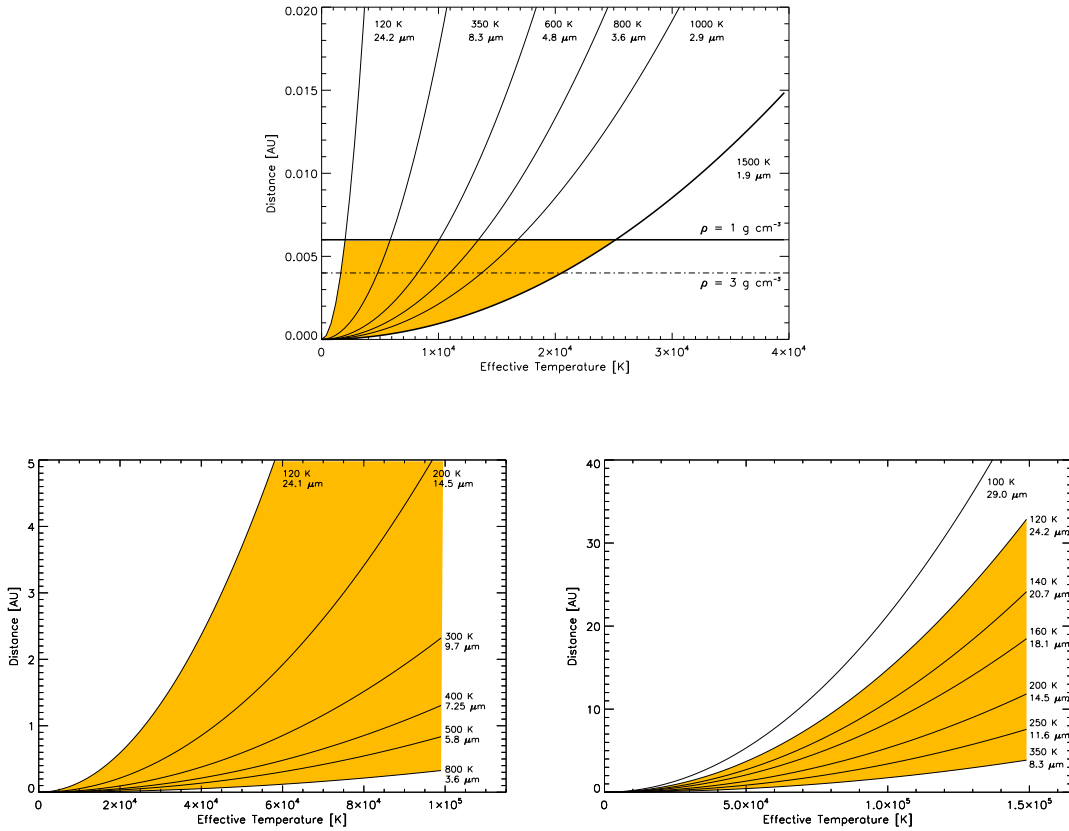 0.020
0.015
0.010
0.005
0.000
Distance [AU]
120 K
24.2 μm
350 K
8.3 μm
600 K
4.8 μm
800 K
3.6 μm
1000 K
2.9 μm
1500 K
1.9 μm
ρ = 1 g cm⁻³
ρ = 3 g cm⁻³
0 1×10⁴ 2×10⁴ 3×10⁴ 4×10⁴
Effective Temperature [K]
5
4
3
2
1
0
Distance [AU]
120 K
24.1 μm
200 K
14.5 μm
300 K
9.7 μm
400 K
7.25 μm
500 K
5.8 μm
800 K
3.6 μm
0 2×10⁴ 4×10⁴ 6×10⁴ 8×10⁴ 1×10⁵
Effective Temperature [K]
40
30
20
10
0
Distance [AU]
100 K
29.0 μm
120 K
24.2 μm
140 K
20.7 μm
160 K
18.1 μm
200 K
14.5 μm
250 K
11.6 μm
350 K
8.3 μm
0 5.0×10⁴ 1.0×10⁵ 1.5×10⁵
Effective Temperature [K]